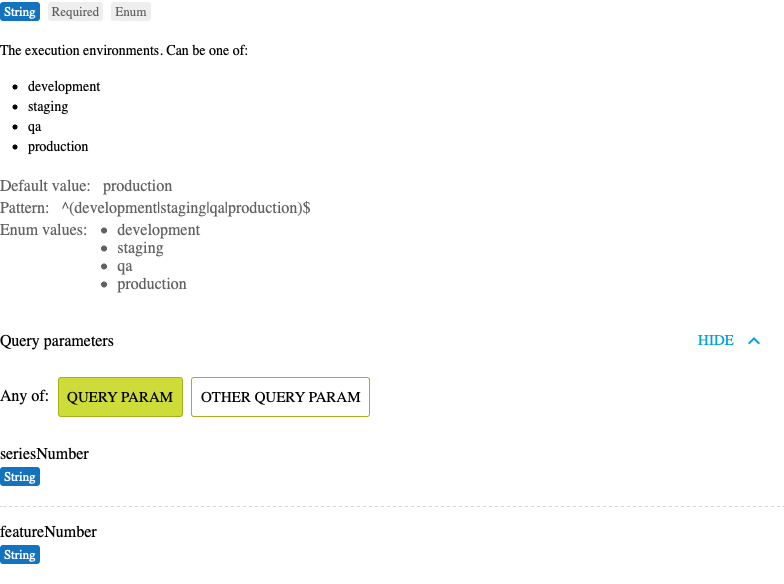 String Required Enum
The execution environments. Can be one of:
• development
• staging
• qa
• production
Default value: production
Pattern: ^(development|staging|qa|production)$
Enum values: • development
• staging
• qa
• production
Query parameters HIDE
Any of: QUERY PARAM OTHER QUERY PARAM
seriesNumber
String
featureNumber
String